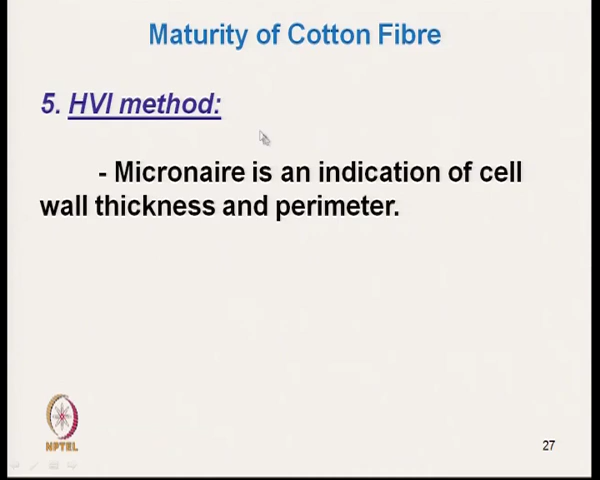 Maturity of Cotton Fibre
5. HVI method:
- Micronaire is an indication of cell
wall thickness and perimeter.
NPTEL
27